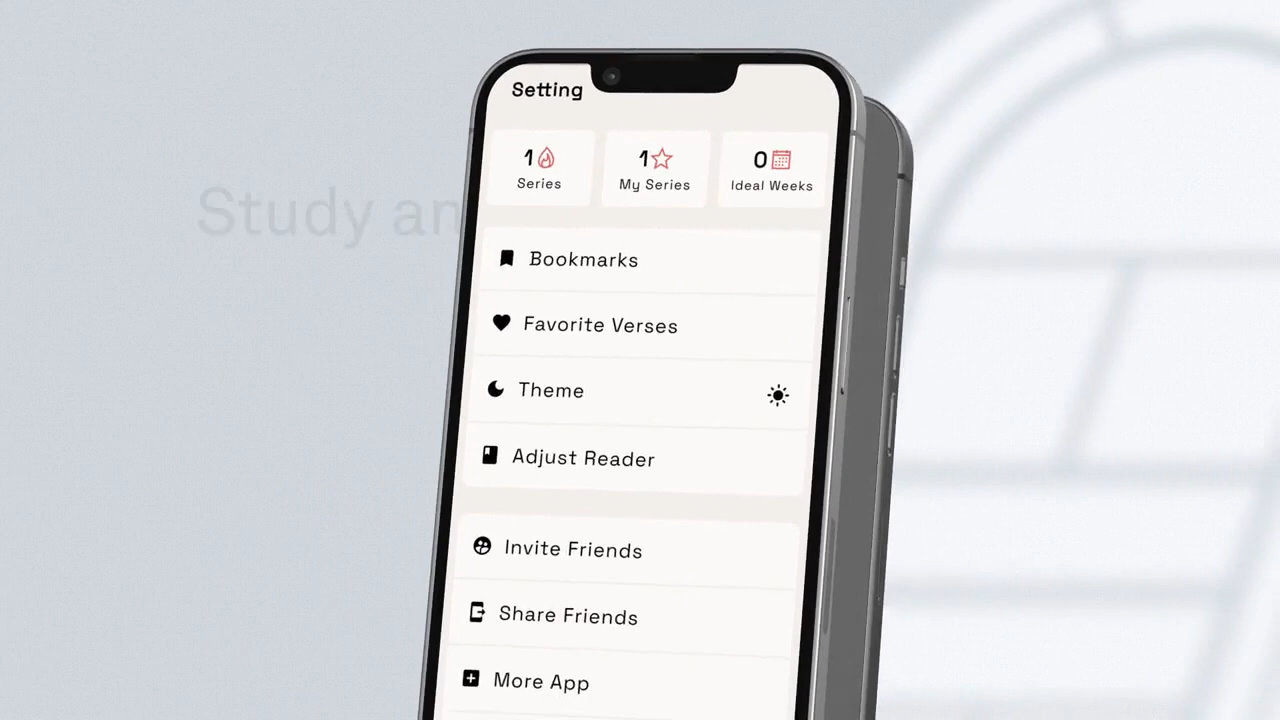 Setting
1
Series
1
My Series
0
Ideal Weeks
Study an
Bookmarks
Favorite Verses
Theme
Adjust Reader
Invite Friends
Share Friends
More App